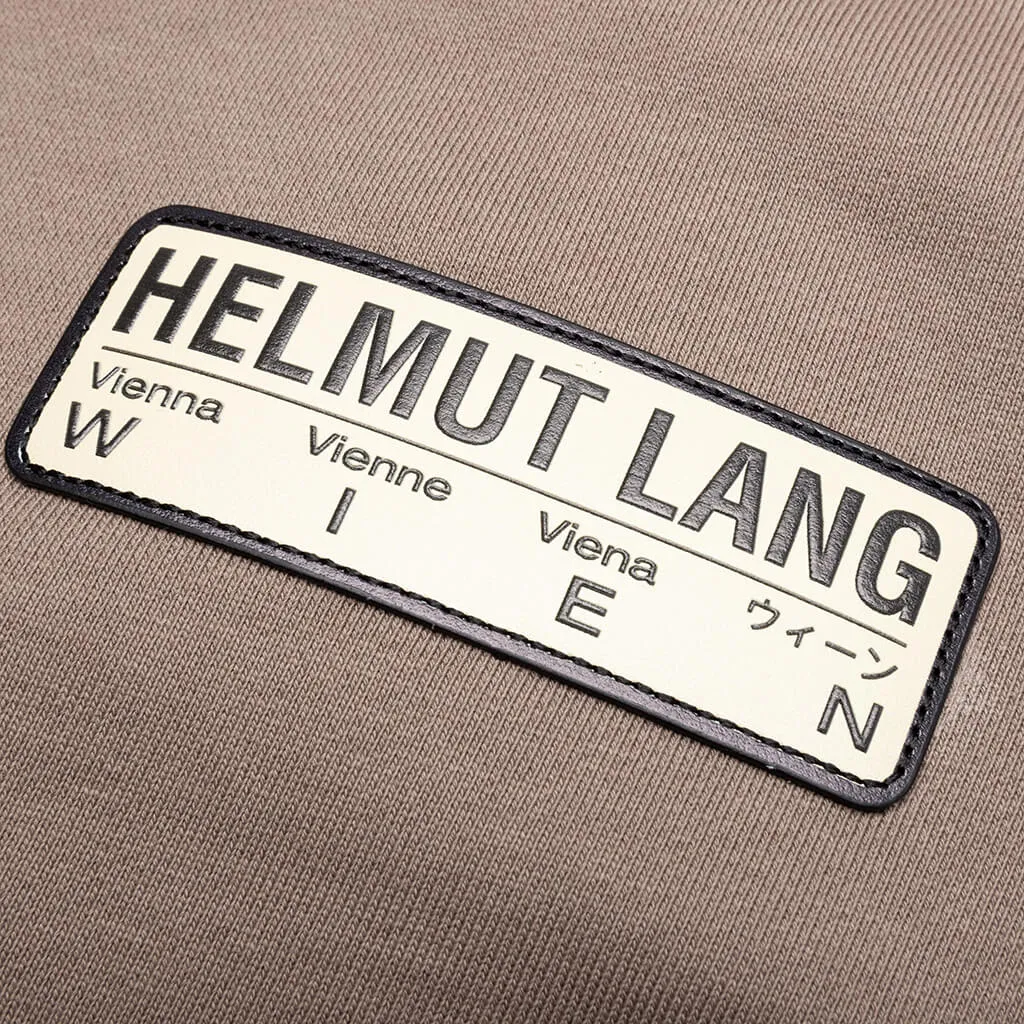 HELMUT LANG
Vienna Vienne Viena ウィーン
W I E N